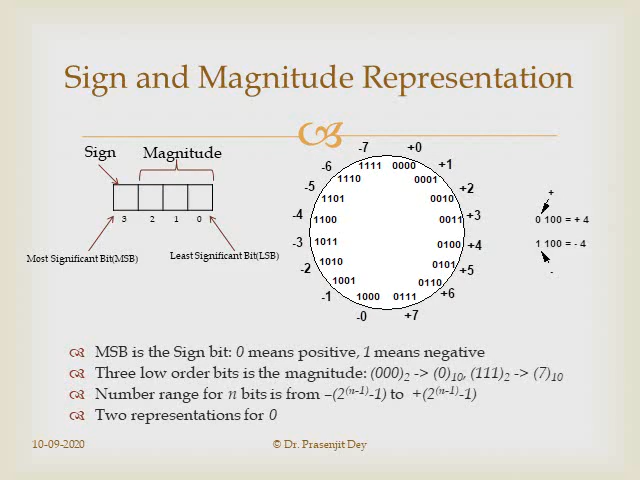 Sign and Magnitude Representation
Sign Magnitude
3 2 1 0
Most Significant Bit(MSB) Least Significant Bit(LSB)
-7 +0
-6 1111 0000 +1
-5 1110 0001 +2
1101 0010
-4 1100 0011 +3
-3 1011 0100 +4
-2 1010 0101 +5
1001 0110
-1 1000 0111 +6
-0 +7
+
0 100 = + 4
1 100 = - 4
-
MSB is the Sign bit: 0 means positive, 1 means negative
Three low order bits is the magnitude: (000)2 -> (0)10, (111)2 -> (7)10
Number range for n bits is from –(2(n-1)-1) to +(2(n-1)-1)
Two representations for 0
10-09-2020 © Dr. Prasenjit Dey